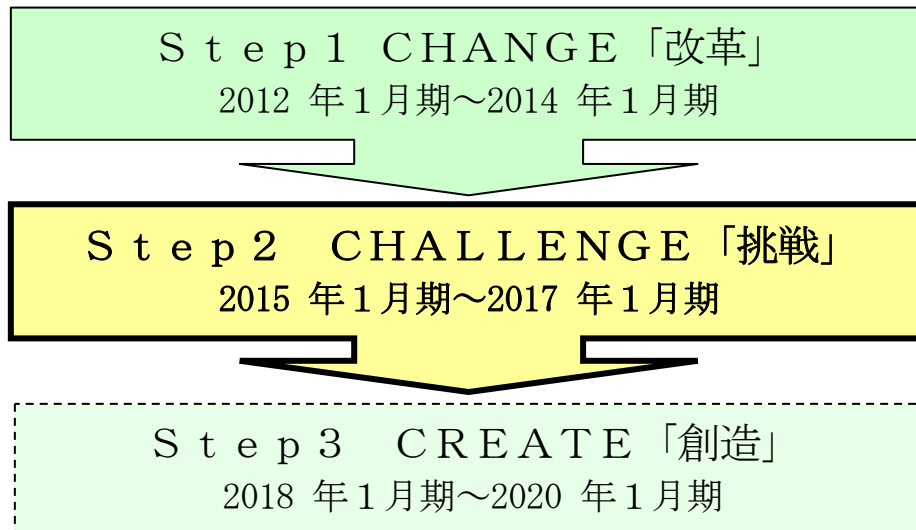 Ｓｔｅｐ１ ＣＨＡＮＧＥ「改革」
2012 年１月期～2014 年１月期
Ｓｔｅｐ２　ＣＨＡＬＬＥＮＧＥ「挑戦」
2015 年１月期～2017 年１月期
Ｓｔｅｐ３　ＣＲＥＡＴＥ「創造」
2018 年１月期～2020 年１月期